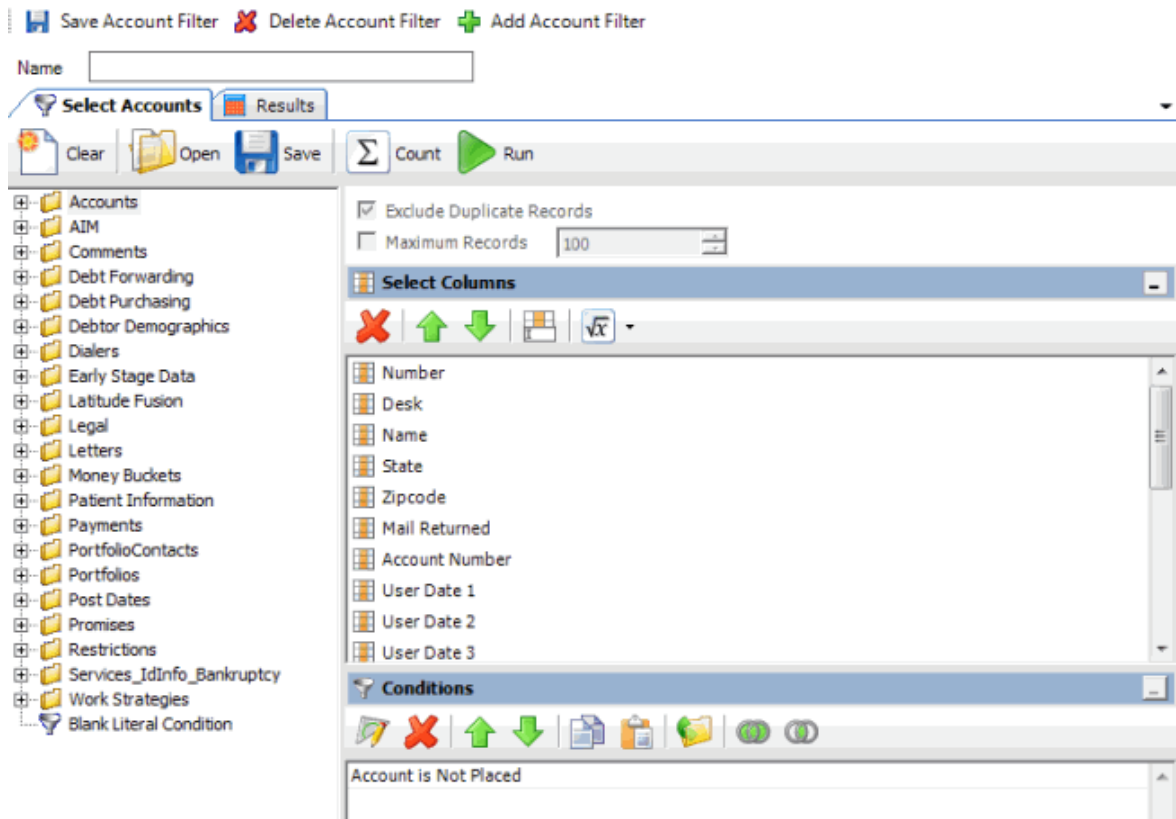 Save Account Filter Delete Account Filter Add Account Filter
Name
Select Accounts Results
Clear Open Save Σ Count Run
Accounts
AIM
Comments
Debt Forwarding
Debt Purchasing
Debtor Demographics
Dialers
Early Stage Data
Latitude Fusion
Legal
Letters
Money Buckets
Patient Information
Payments
PortfolioContacts
Portfolios
Post Dates
Promises
Restrictions
Services_IdInfo_Bankruptcy
Work Strategies
Blank Literal Condition
Exclude Duplicate Records
Maximum Records 100
Select Columns
√x
Number
Desk
Name
State
Zipcode
Mail Returned
Account Number
User Date 1
User Date 2
User Date 3
Conditions
Account is Not Placed